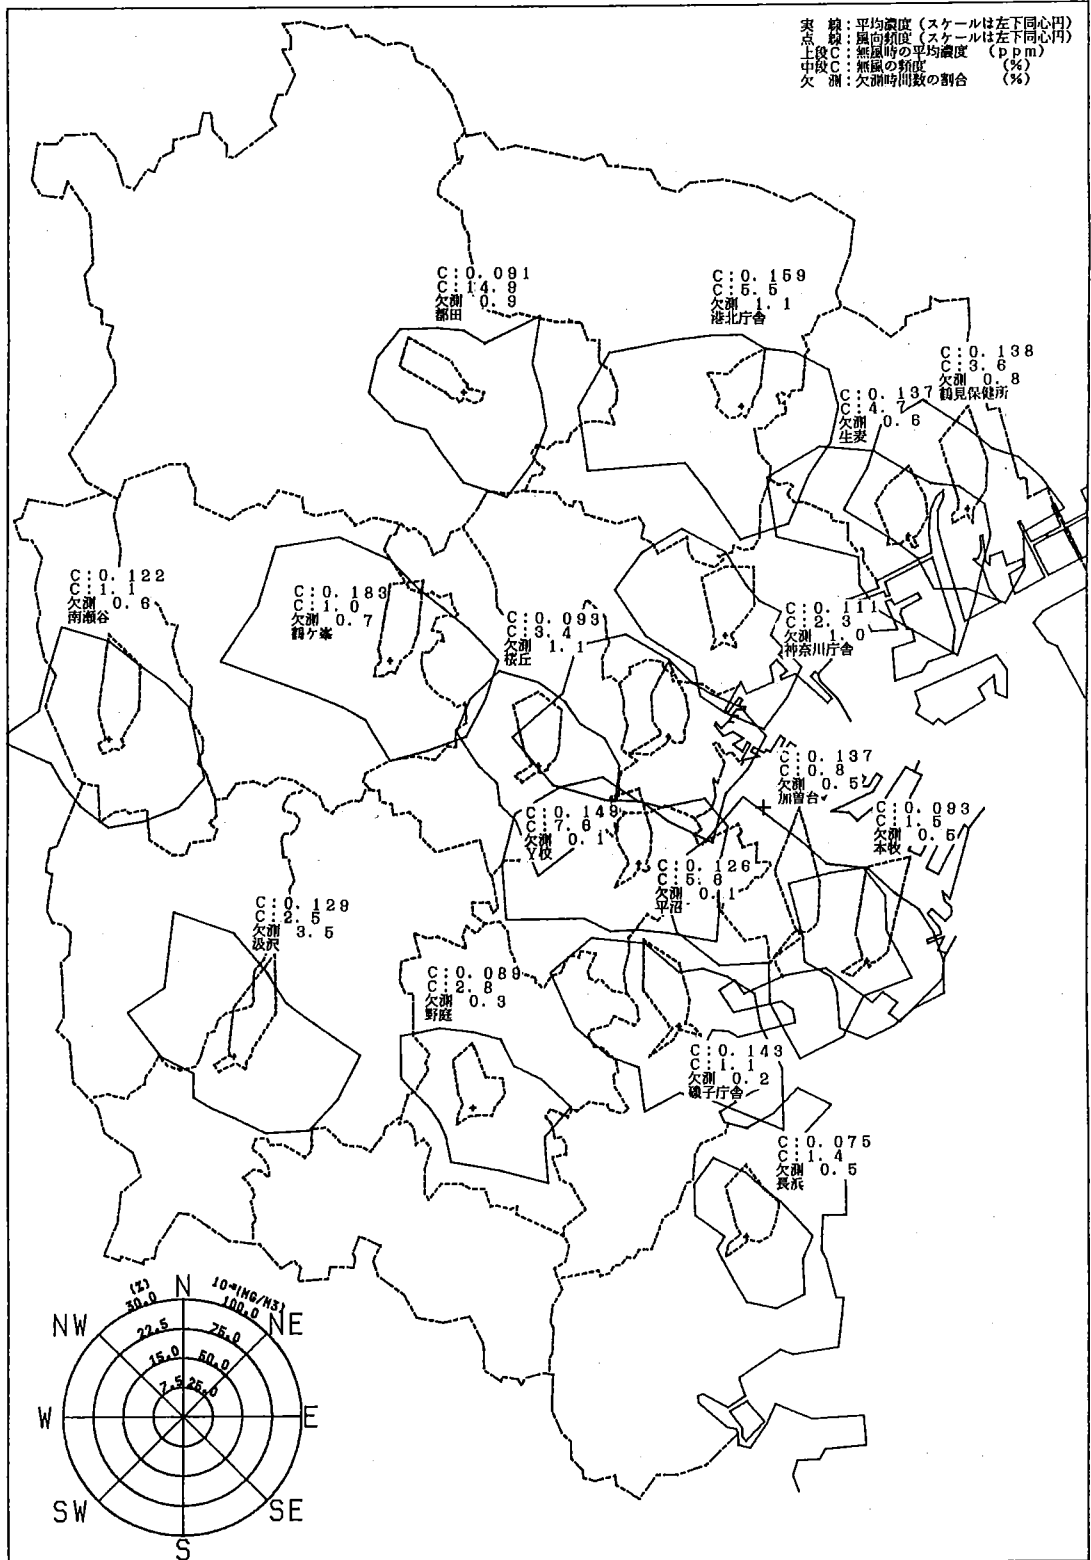 実　線：平均濃度（スケールは左下同心円）
点　線：風向頻度（スケールは左下同心円）
上段C：無風時の平均濃度　（ppm）
中段C：無風の頻度　（%）
欠　測：欠測時間数の割合　（%）
C:0.091
C:14.9
欠測 0.9
都田
C:0.159
C:5.5
欠測 1.1
港北庁舎
C:0.138
C:3.6
欠測 0.8
鶴見保健所
C:0.137
C:4.7
欠測 0.6
生麦
C:0.122
C:1.1
欠測 0.6
南瀬谷
C:0.183
C:1.0
欠測 0.7
鶴ケ峯
C:0.093
C:3.4
欠測 1.1
桜丘
C:0.111
C:2.3
欠測 1.0
神奈川庁舎
C:0.137
C:0.8
欠測 0.5
加曽台
C:0.093
C:1.5
欠測 0.5
本牧
C:0.149
C:7.6
欠測 0.1
Y校
C:0.126
C:5.8
欠測 0.1
平沼
C:0.129
C:2.5
欠測 3.5
汲沢
C:0.089
C:2.8
欠測 0.3
野庭
C:0.143
C:1.1
欠測 0.2
磯子庁舎
C:0.075
C:1.4
欠測 0.5
長浜
(%) N
30.0 100.0
NW 22.5 75.0 NE
15.0 50.0
7.5 25.0
W E
SW SE
S